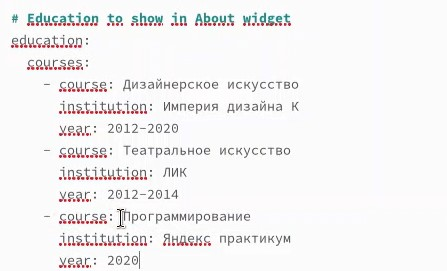 # Education to show in About widget
education:
courses:
- course: Дизайнерское искусство
institution: Империя дизайна К
year: 2012-2020
- course: Театральное искусство
institution: ЛИК
year: 2012-2014
- course: Программирование
institution: Яндекс практикум
year: 2020